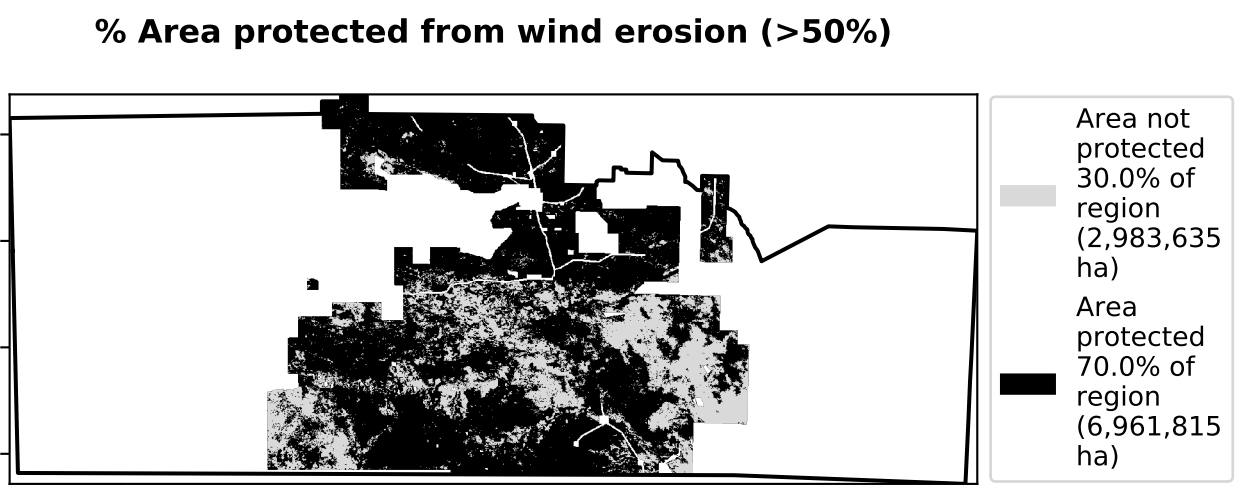 % Area protected from wind erosion (>50%)
Area not
protected
30.0% of
region
(2,983,635
ha)
Area
protected
70.0% of
region
(6,961,815
ha)